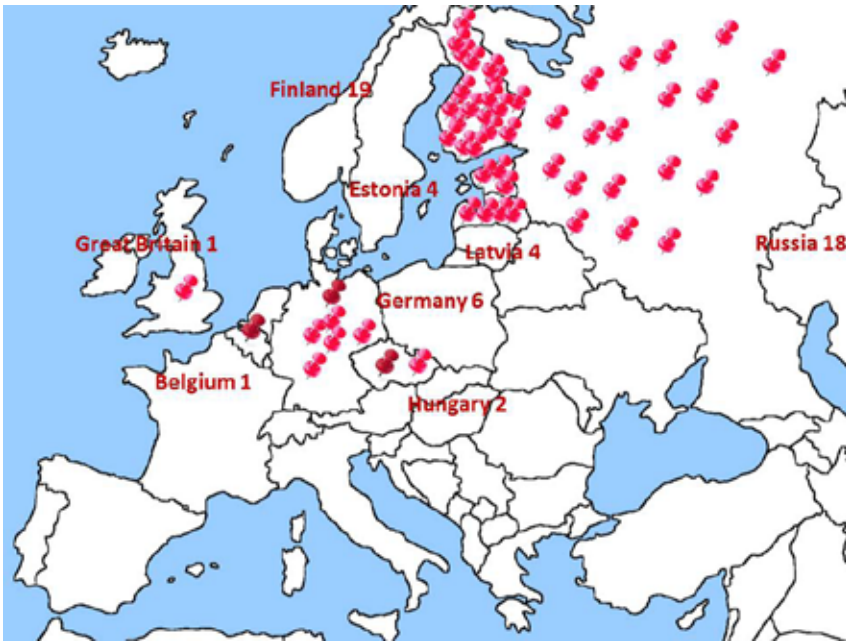 Finland 19
Estonia 4
Great Britain 1
Latvia 4
Russia 18
Germany 6
Belgium 1
Hungary 2